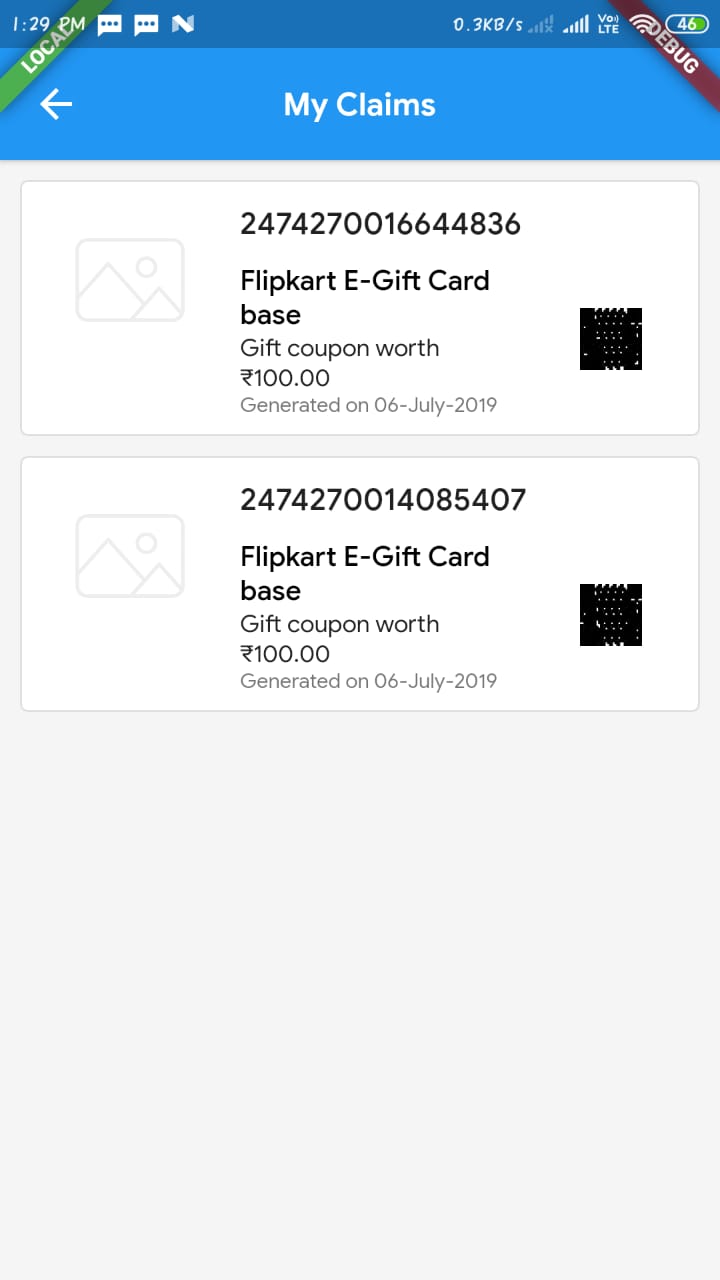 1:29 PM
0.3KB/s
Vo)
LTE
46
LOCAL
DEBUG
My Claims
2474270016644836
Flipkart E-Gift Card
base
Gift coupon worth
₹100.00
Generated on 06-July-2019
2474270014085407
Flipkart E-Gift Card
base
Gift coupon worth
₹100.00
Generated on 06-July-2019